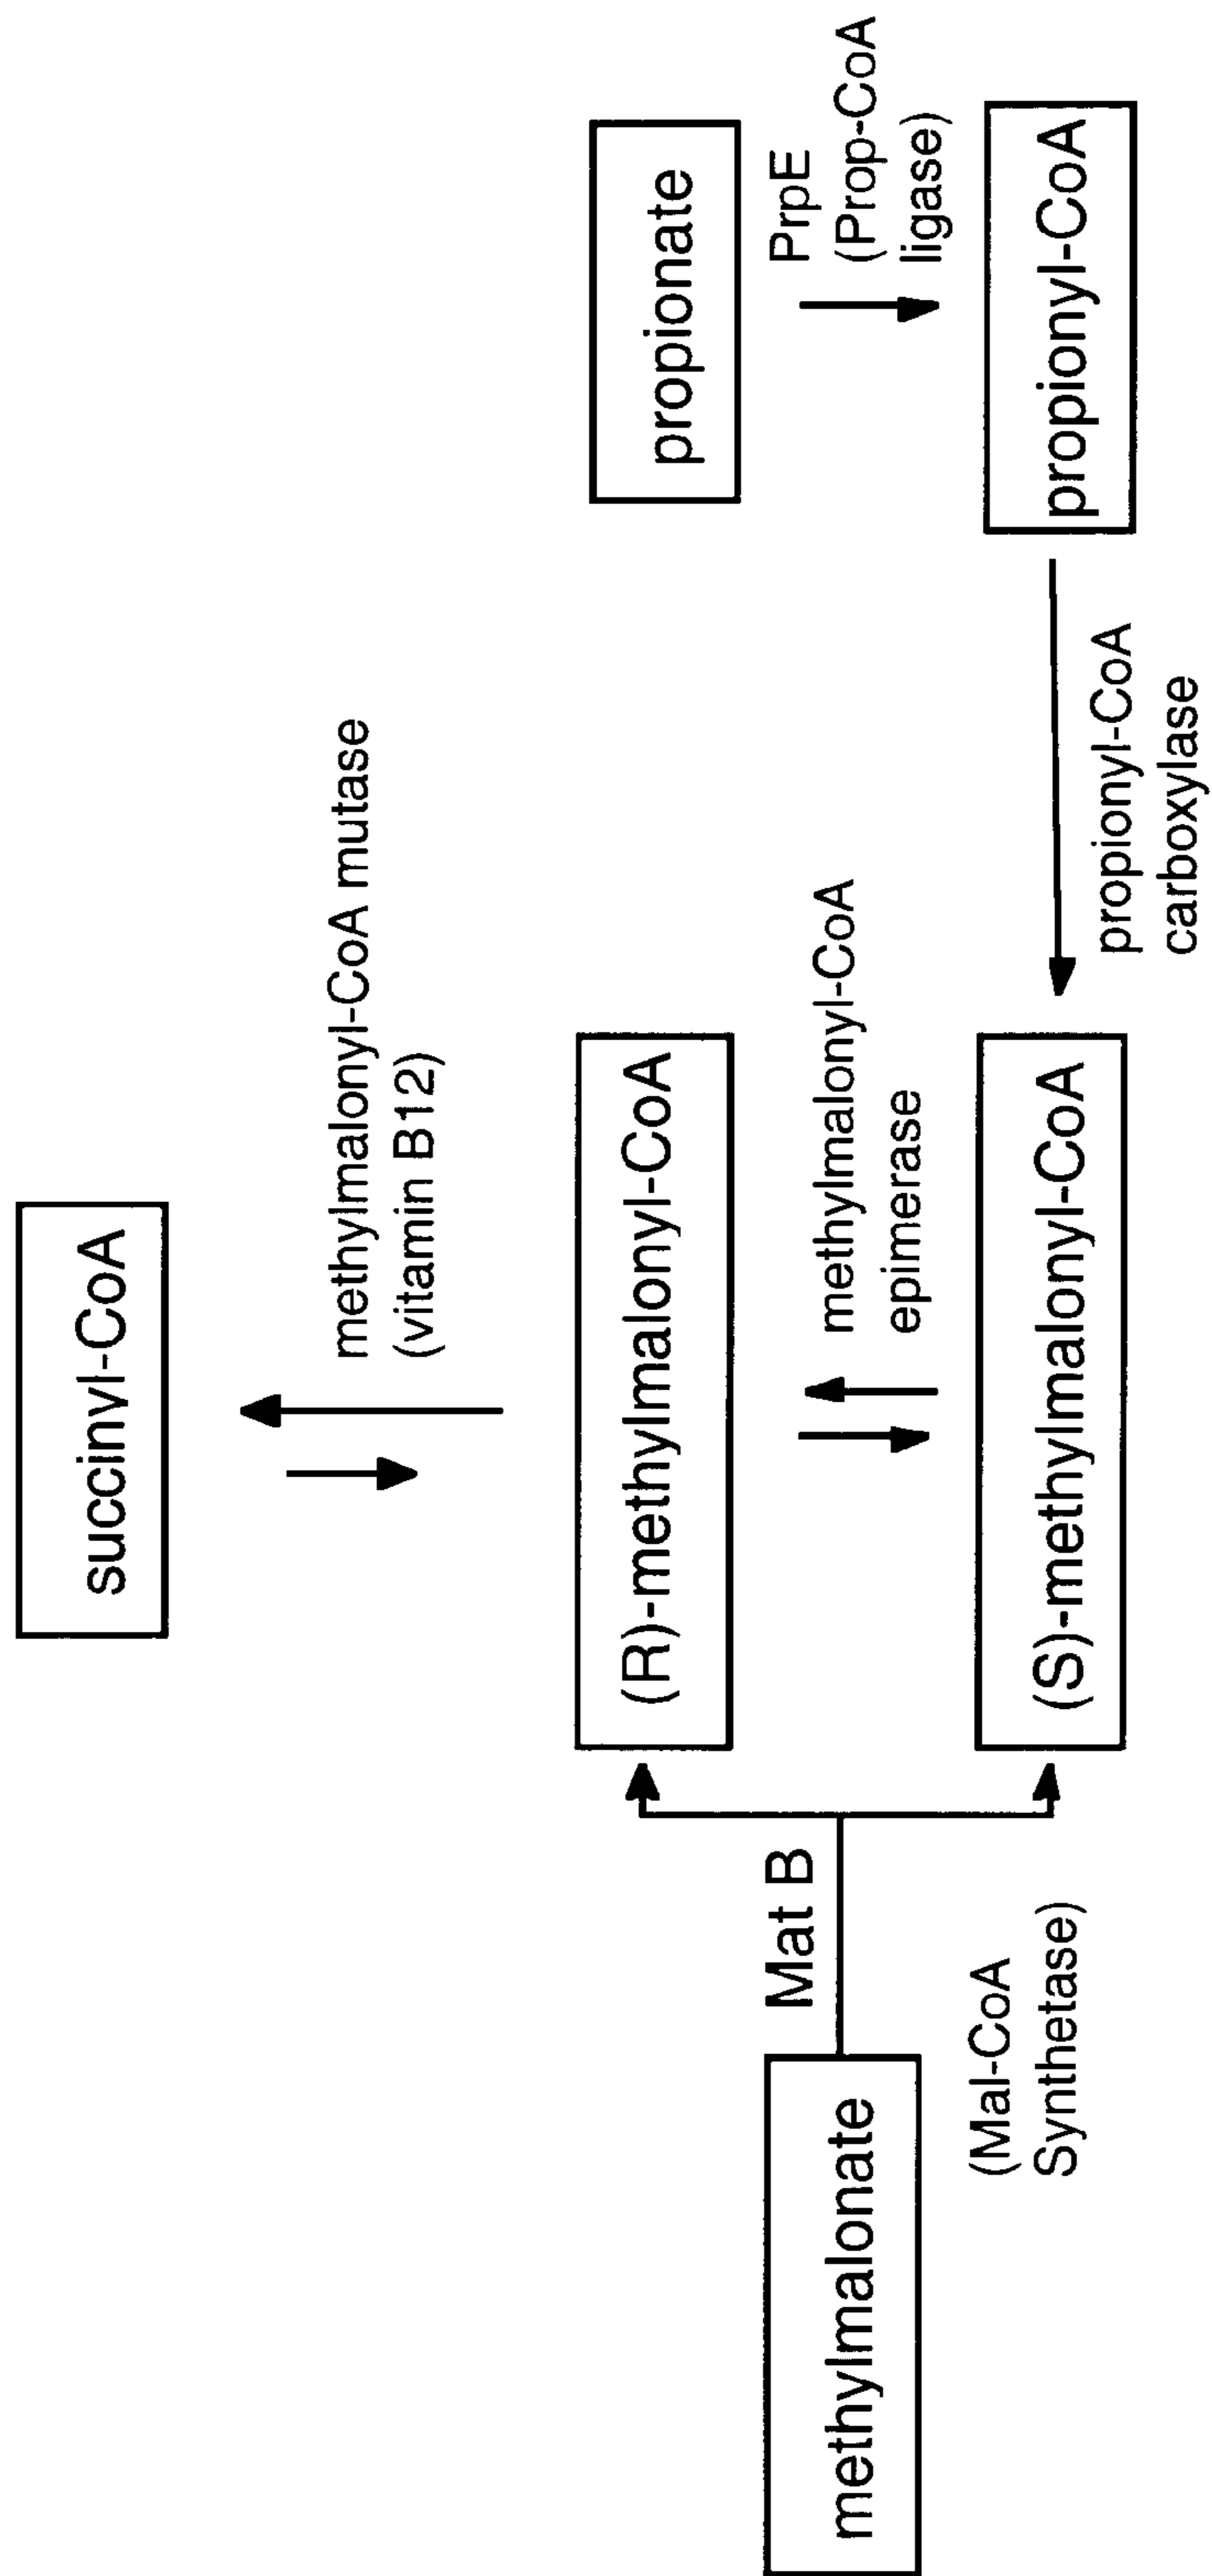 succinyl-CoA
methylmalonyl-CoA mutase
(vitamin B12)
methylmalonate
Mat B
(Mal-CoA
Synthetase)
(R)-methylmalonyl-CoA
methylmalonyl-CoA
epimerase
(S)-methylmalonyl-CoA
propionate
PrpE
(Prop-CoA
ligase)
propionyl-CoA
propionyl-CoA
carboxylase